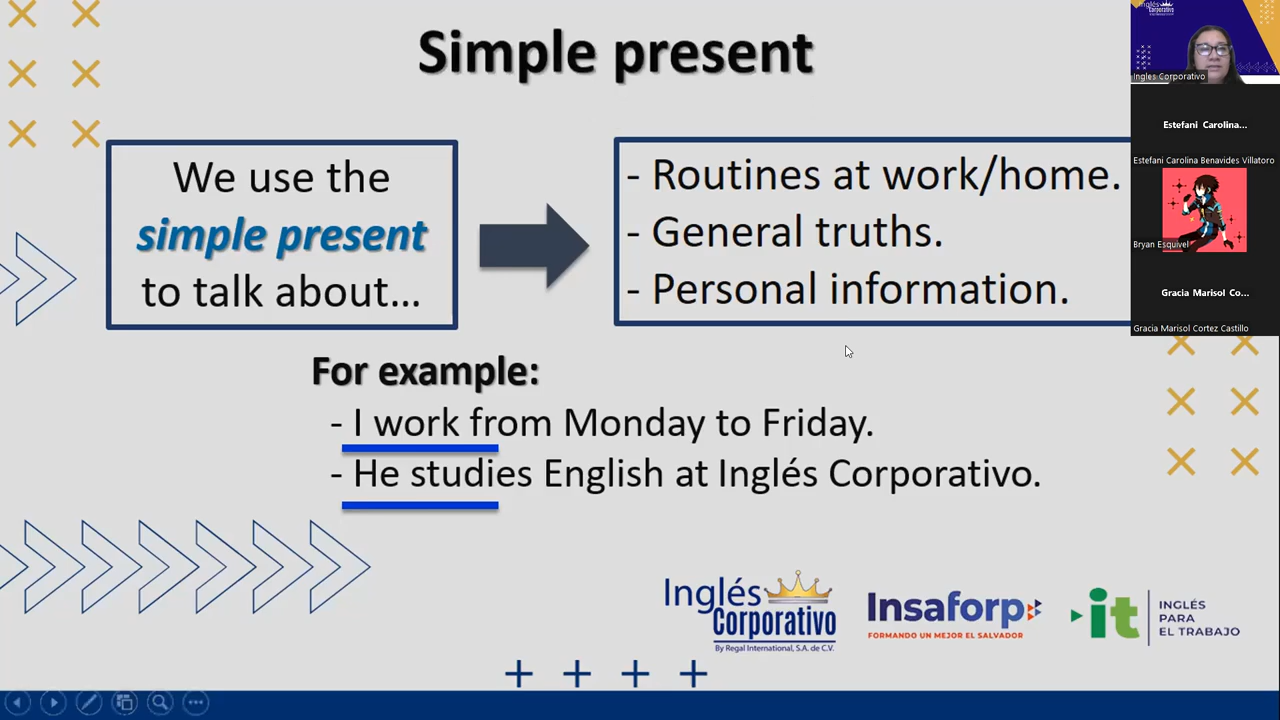 Simple present
We use the
simple present
to talk about...
- Routines at work/home.
- General truths.
- Personal information.
For example:
- I work from Monday to Friday.
- He studies English at Inglés Corporativo.
Inglés
Corporativo
By Regal International, S.A. de C.V.
Insaforp
FORMANDO UN MEJOR EL SALVADOR
it
INGLÉS
PARA
EL TRABAJO
Inglés
Corporativo
Ingles Corporativo
Estefani Carolina...
Estefani Carolina Benavides Villatoro
Bryan Esquivel
Gracia Marisol Co...
Gracia Marisol Cortez Castillo